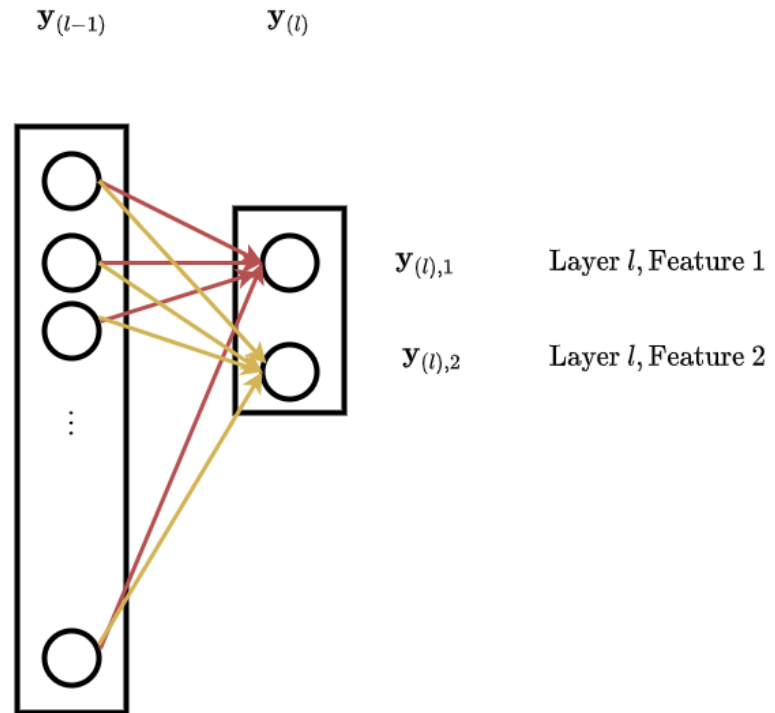 y(l−1) y(l)
y(l),1 Layer l, Feature 1
y(l),2 Layer l, Feature 2
⋮